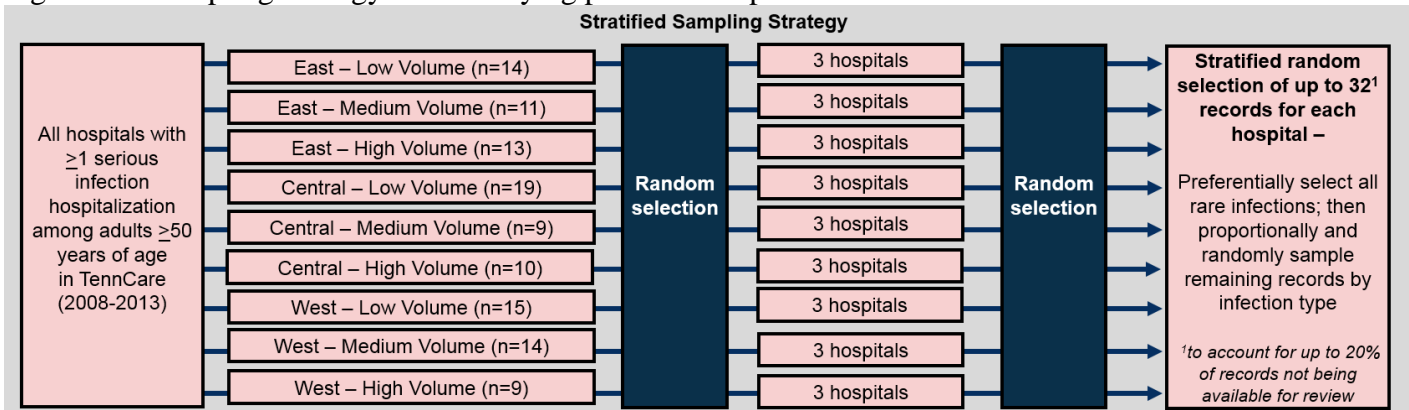 Stratified Sampling Strategy
All hospitals with
≥1 serious
infection
hospitalization
among adults ≥50
years of age
in TennCare
(2008-2013)
East – Low Volume (n=14)
East – Medium Volume (n=11)
East – High Volume (n=13)
Central – Low Volume (n=19)
Central – Medium Volume (n=9)
Central – High Volume (n=10)
West – Low Volume (n=15)
West – Medium Volume (n=14)
West – High Volume (n=9)
Random
selection
3 hospitals
3 hospitals
3 hospitals
3 hospitals
3 hospitals
3 hospitals
3 hospitals
3 hospitals
3 hospitals
Random
selection
Stratified random
selection of up to 32¹
records for each
hospital –
Preferentially select all
rare infections; then
proportionally and
randomly sample
remaining records by
infection type
¹to account for up to 20%
of records not being
available for review